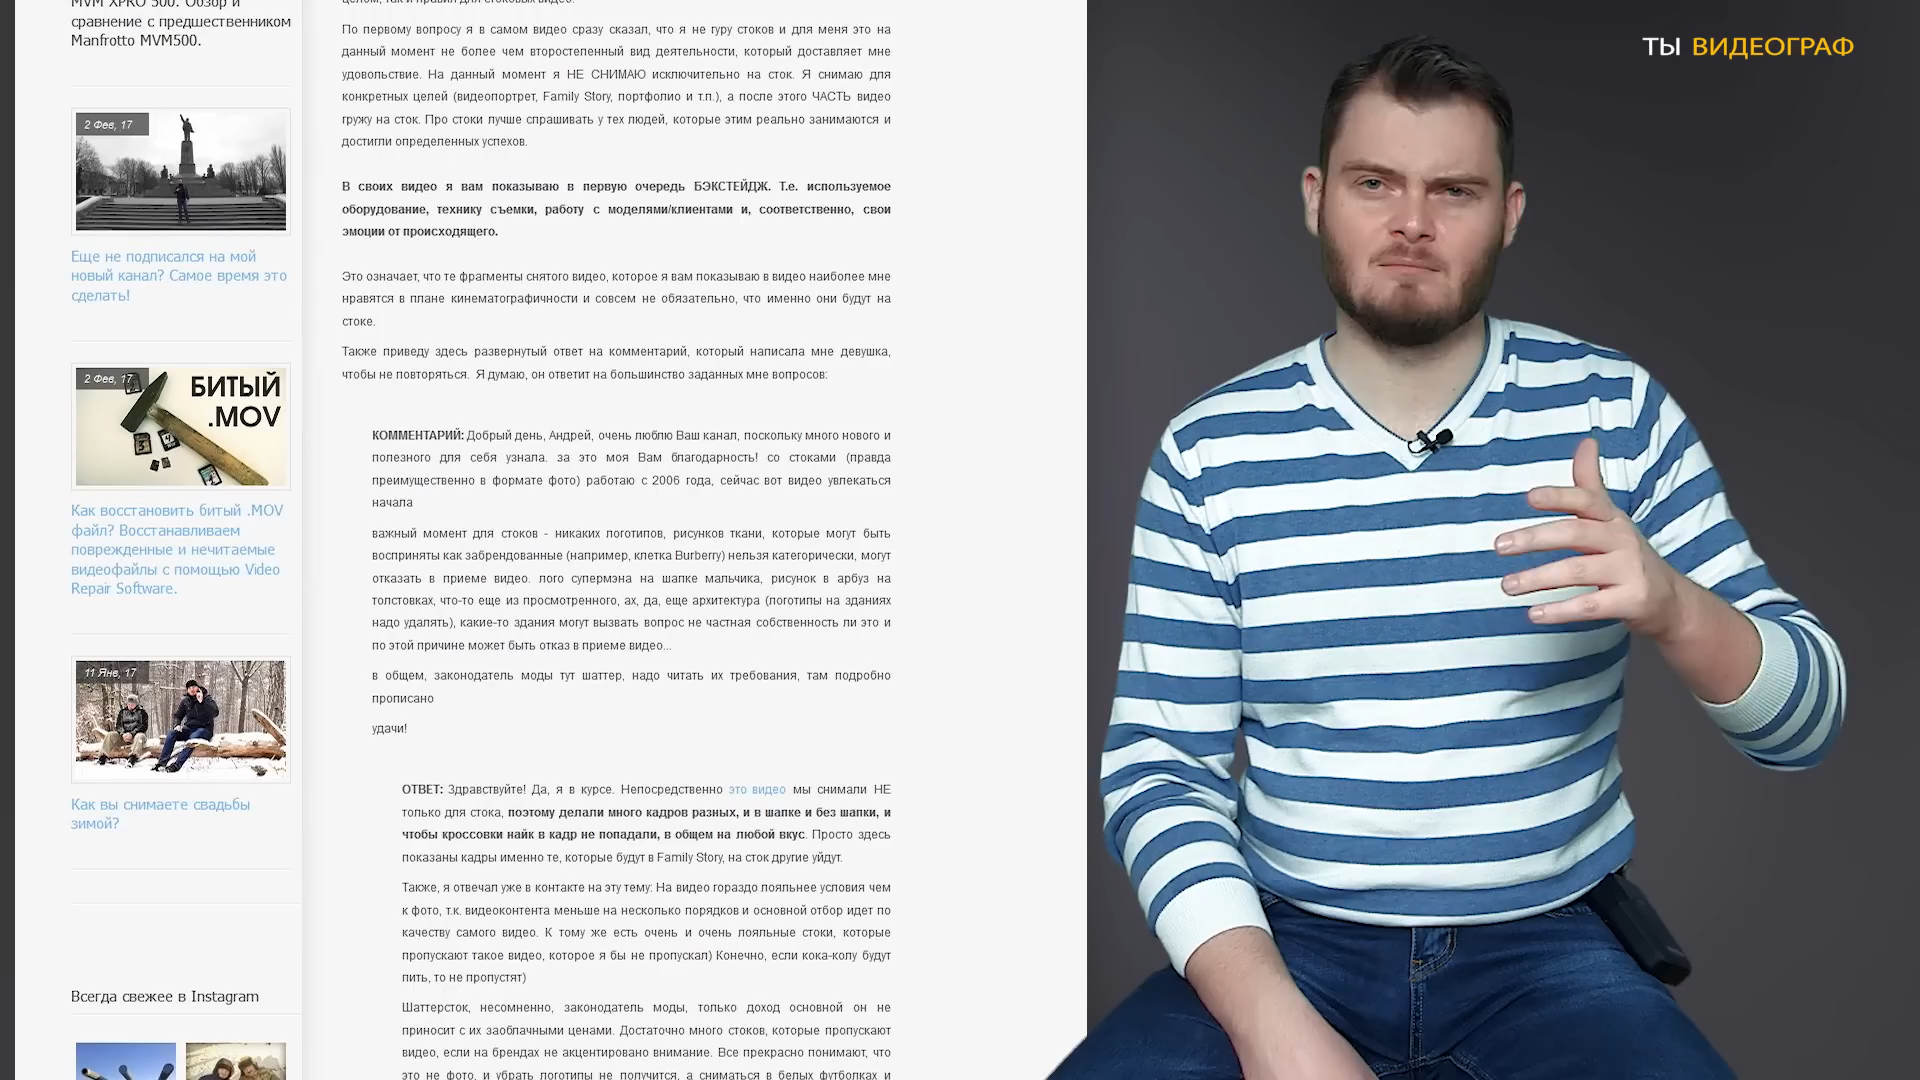 MVM XPRO 500. Обзор и
сравнение с предшественником
Manfrotto MVM500.
2 Фев, 17
Еще не подписался на мой
новый канал? Самое время это
сделать!
2 Фев, 17
БИТЫЙ
.MOV
Как восстановить битый .MOV
файл? Восстанавливаем
поврежденные и нечитаемые
видеофайлы с помощью Video
Repair Software.
11 Янв, 17
Как вы снимаете свадьбы
зимой?
Всегда свежее в Instagram
целом, так и правил для стоковых видео.
По первому вопросу я в самом видео сразу сказал, что я не гуру стоков и для меня это на
данный момент не более чем второстепенный вид деятельности, который доставляет мне
удовольствие. На данный момент я НЕ СНИМАЮ исключительно на сток. Я снимаю для
конкретных целей (видеопортрет, Family Story, портфолио и т.п.), а после этого ЧАСТЬ видео
гружу на сток. Про стоки лучше спрашивать у тех людей, которые этим реально занимаются и
достигли определенных успехов.
В своих видео я вам показываю в первую очередь БЭКСТЕЙДЖ. Т.е. используемое
оборудование, технику съемки, работу с моделями/клиентами и, соответственно, свои
эмоции от происходящего.
Это означает, что те фрагменты снятого видео, которое я вам показываю в видео наиболее мне
нравятся в плане кинематографичности и совсем не обязательно, что именно они будут на
стоке.
Также приведу здесь развернутый ответ на комментарий, который написала мне девушка,
чтобы не повторяться. Я думаю, он ответит на большинство заданных мне вопросов:
КОММЕНТАРИЙ: Добрый день, Андрей, очень люблю Ваш канал, поскольку много нового и
полезного для себя узнала. за это моя Вам благодарность! со стоками (правда
преимущественно в формате фото) работаю с 2006 года, сейчас вот видео увлекаться
начала
важный момент для стоков - никаких логотипов, рисунков ткани, которые могут быть
восприняты как забрендованные (например, клетка Burberry) нельзя категорически, могут
отказать в приеме видео. лого супермэна на шапке мальчика, рисунок в арбуз на
толстовках, что-то еще из просмотренного, ах, да, еще архитектура (логотипы на зданиях
надо удалять), какие-то здания могут вызвать вопрос не частная собственность ли это и
по этой причине может быть отказ в приеме видео...
в общем, законодатель моды тут шаттер, надо читать их требования, там подробно
прописано
удачи!
ОТВЕТ: Здравствуйте! Да, я в курсе. Непосредственно это видео мы снимали НЕ
только для стока, поэтому делали много кадров разных, и в шапке и без шапки, и
чтобы кроссовки найк в кадр не попадали, в общем на любой вкус. Просто здесь
показаны кадры именно те, которые будут в Family Story, на сток другие уйдут.
Также, я отвечал уже в контакте на эту тему: На видео гораздо лояльнее условия чем
к фото, т.к. видеоконтента меньше на несколько порядков и основной отбор идет по
качеству самого видео. К тому же есть очень и очень лояльные стоки, которые
пропускают такое видео, которое я бы не пропускал) Конечно, если кока-колу будут
пить, то не пропустят)
Шаттерсток, несомненно, законодатель моды, только доход основной он не
приносит с их заоблачными ценами. Достаточно много стоков, которые пропускают
видео, если на брендах не акцентировано внимание. Все прекрасно понимают, что
это не фото, и убрать логотипы не получится, а сниматься в белых футболках и
ТЫ ВИДЕОГРАФ